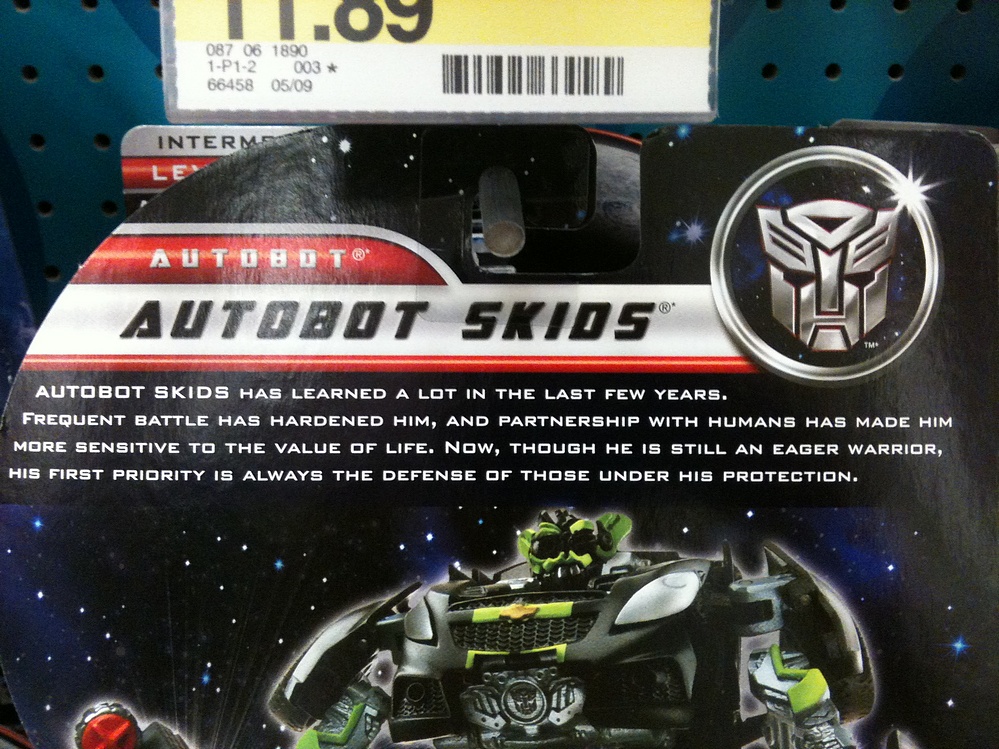 11.89
087 06 1890
1-P1-2 003 *
66458 05/09
INTERM
LE
AUTOBOT®*
AUTOBOT SKIDS®*
TM*
AUTOBOT SKIDS HAS LEARNED A LOT IN THE LAST FEW YEARS.
FREQUENT BATTLE HAS HARDENED HIM, AND PARTNERSHIP WITH HUMANS HAS MADE HIM
MORE SENSITIVE TO THE VALUE OF LIFE. NOW, THOUGH HE IS STILL AN EAGER WARRIOR,
HIS FIRST PRIORITY IS ALWAYS THE DEFENSE OF THOSE UNDER HIS PROTECTION.